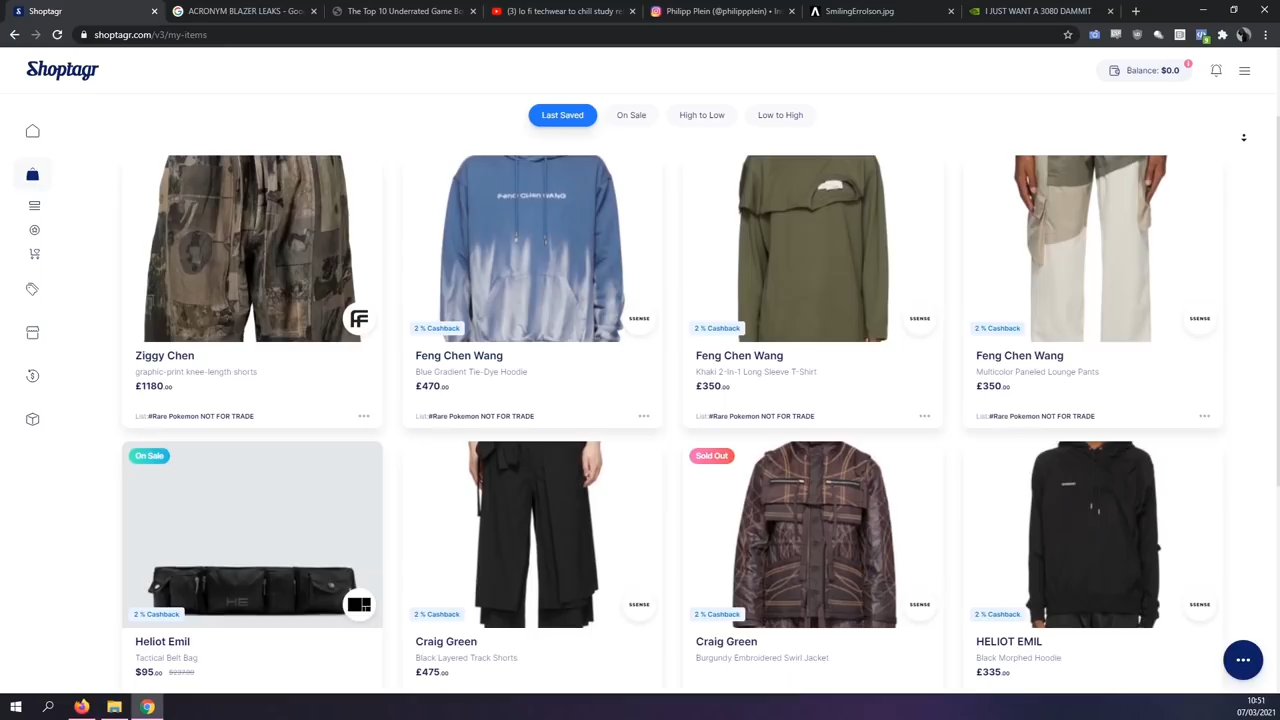 Shoptagr
ACRONYM BLAZER LEAKS - Goo
The Top 10 Underrated Game Bo
(3) lo fi techwear to chill study re
Philipp Plein (@philippplein) • In
SmilingErrolson.jpg
I JUST WANT A 3080 DAMMIT
shoptagr.com/v3/my-items
Shoptagr
Balance: $0.0
Last Saved
On Sale
High to Low
Low to High
2 % Cashback
SSENSE
2 % Cashback
SSENSE
2 % Cashback
SSENSE
Ziggy Chen
graphic-print knee-length shorts
£1180.00
List:#Rare Pokemon NOT FOR TRADE
Feng Chen Wang
Blue Gradient Tie-Dye Hoodie
£470.00
List:#Rare Pokemon NOT FOR TRADE
Feng Chen Wang
Khaki 2-In-1 Long Sleeve T-Shirt
£350.00
List:#Rare Pokemon NOT FOR TRADE
Feng Chen Wang
Multicolor Paneled Lounge Pants
£350.00
List:#Rare Pokemon NOT FOR TRADE
On Sale
HE
2 % Cashback
Heliot Emil
Tactical Belt Bag
$95.00
2 % Cashback
SSENSE
Craig Green
Black Layered Track Shorts
£475.00
Sold Out
2 % Cashback
SSENSE
Craig Green
Burgundy Embroidered Swirl Jacket
2 % Cashback
SSENSE
HELIOT EMIL
Black Morphed Hoodie
£335.00
10:51
07/03/2021